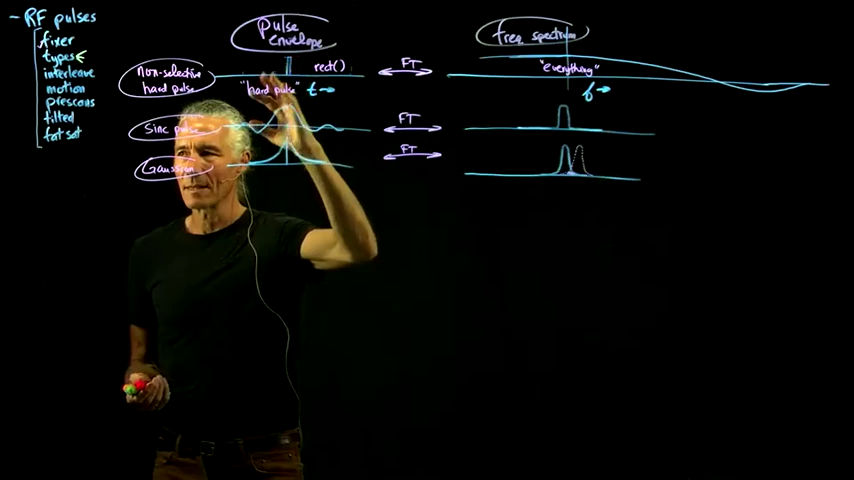 - RF pulses
fixer
types
interleave
motion
prescans
tilted
fat sat
pulse
envelope
freq spectrum
non-selective
hard pulse
rect()
FT
"everything"
"hard pulse" t
f
Sinc pulse
FT
Gaussian
FT